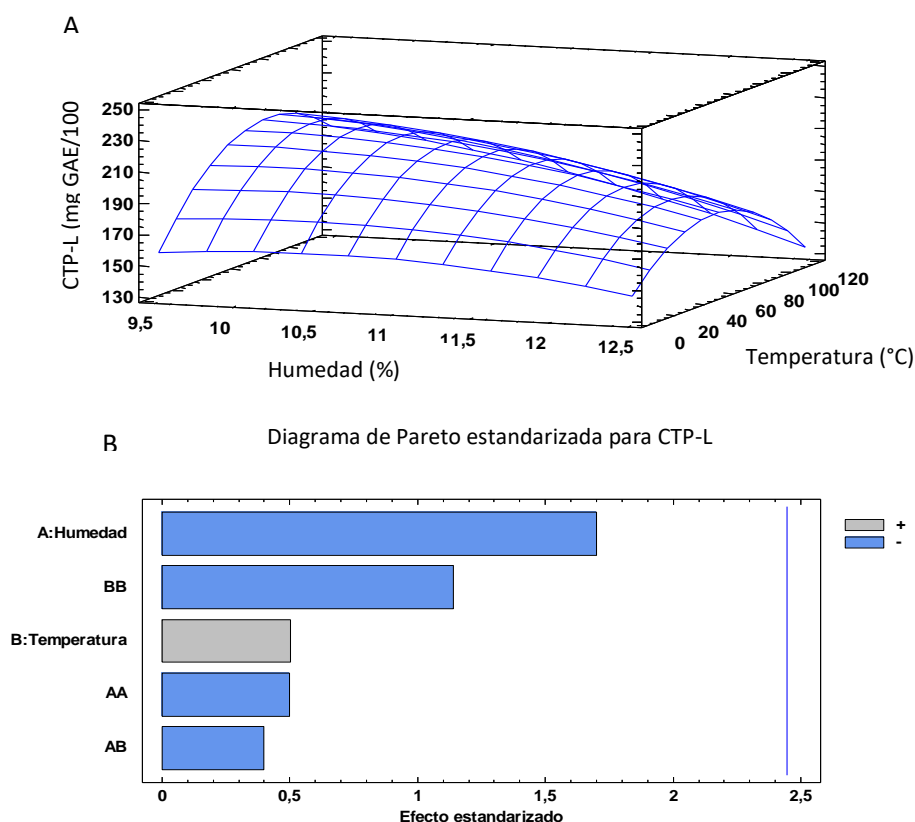 A
CTP-L (mg GAE/100
250
230
210
190
170
150
130
9,5 10 10,5 11 11,5 12 12,5
0 20 40 60 80 100 120
Humedad (%)
Temperatura (°C)
B
Diagrama de Pareto estandarizada para CTP-L
A:Humedad
BB
B:Temperatura
AA
AB
+
-
0 0,5 1 1,5 2 2,5
Efecto estandarizado